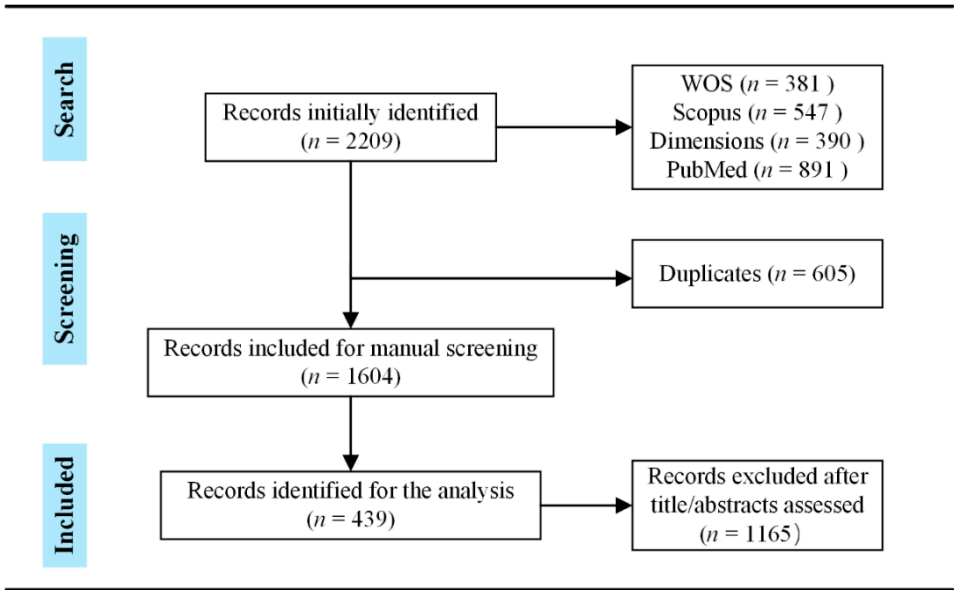 Search
Records initially identified
(n = 2209)
WOS (n = 381 )
Scopus (n = 547 )
Dimensions (n = 390 )
PubMed (n = 891 )
Screening
Duplicates (n = 605)
Records included for manual screening
(n = 1604)
Included
Records identified for the analysis
(n = 439)
Records excluded after
title/abstracts assessed
(n = 1165)